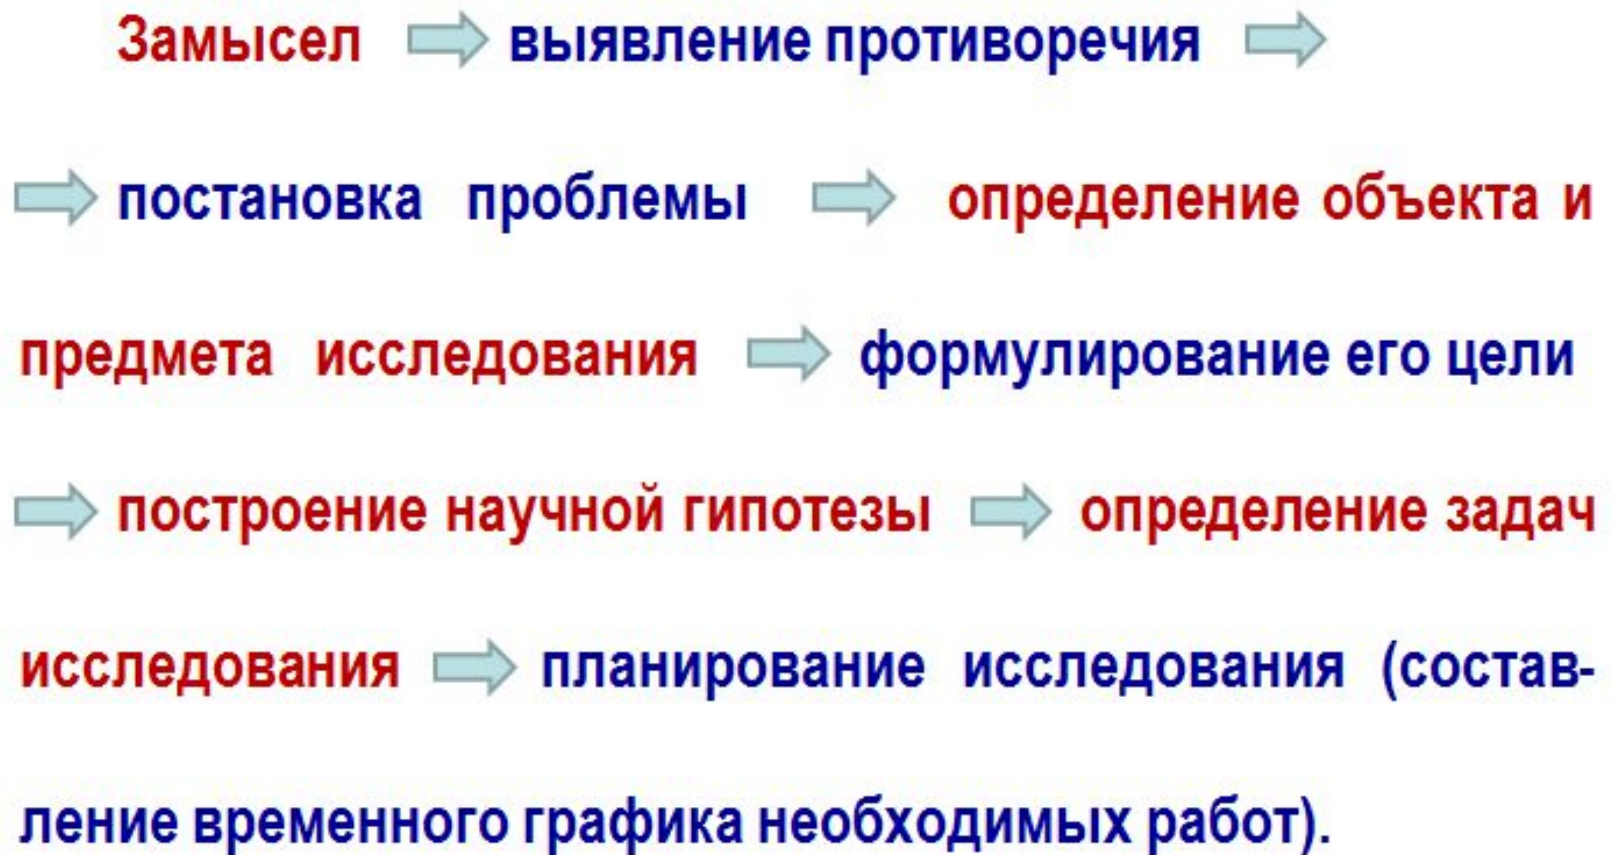 Замысел выявление противоречия
постановка проблемы определение объекта и
предмета исследования формулирование его цели
построение научной гипотезы определение задач
исследования планирование исследования (состав-
ление временного графика необходимых работ).